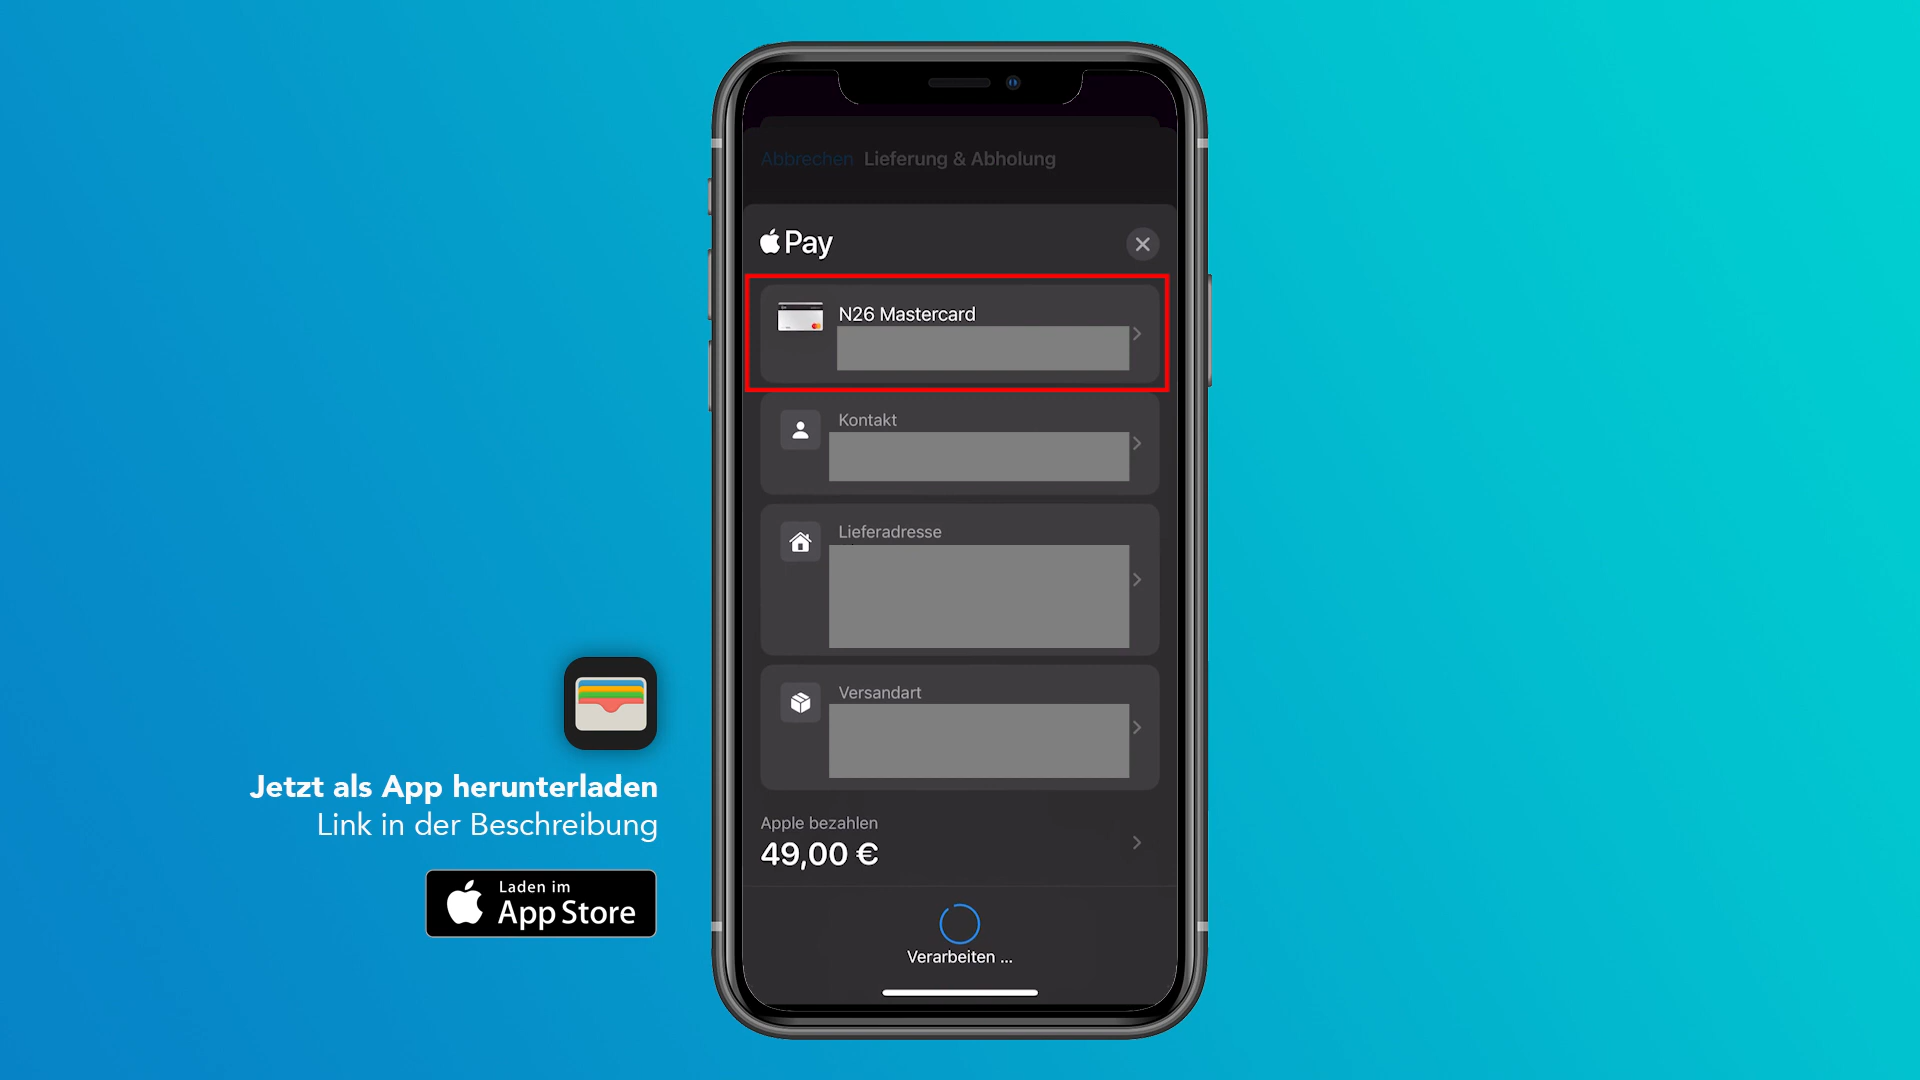 Abbrechen Lieferung & Abholung
Pay
N26 Mastercard
Kontakt
Lieferadresse
Versandart
Apple bezahlen
49,00 €
Verarbeiten ...
Jetzt als App herunterladen
Link in der Beschreibung
Laden im
App Store